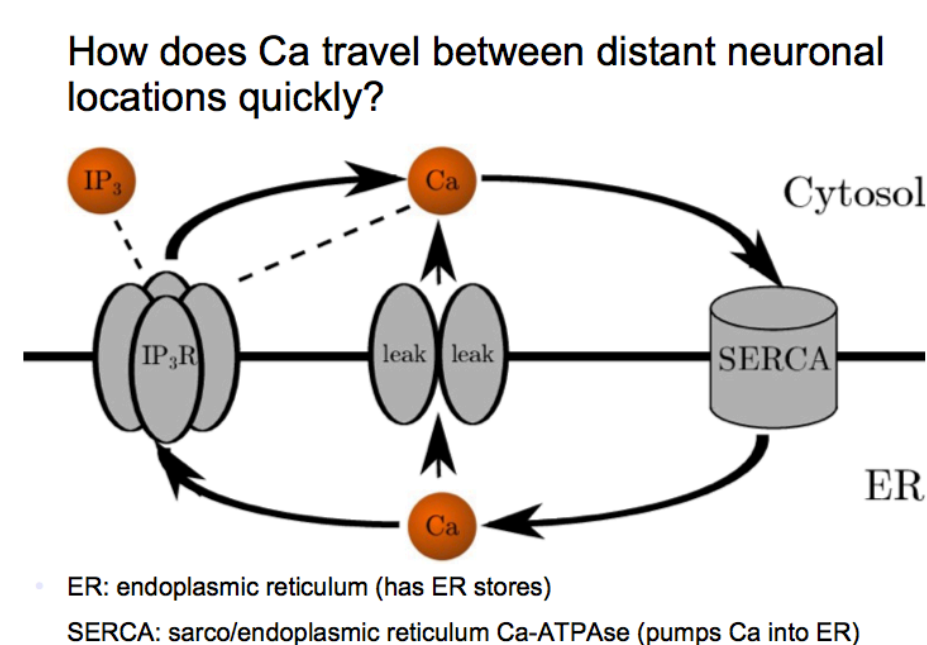 How does Ca travel between distant neuronal
locations quickly?
IP₃
Ca
Cytosol
IP₃R
leak leak
SERCA
ER
Ca
ER: endoplasmic reticulum (has ER stores)
SERCA: sarco/endoplasmic reticulum Ca-ATPAse (pumps Ca into ER)